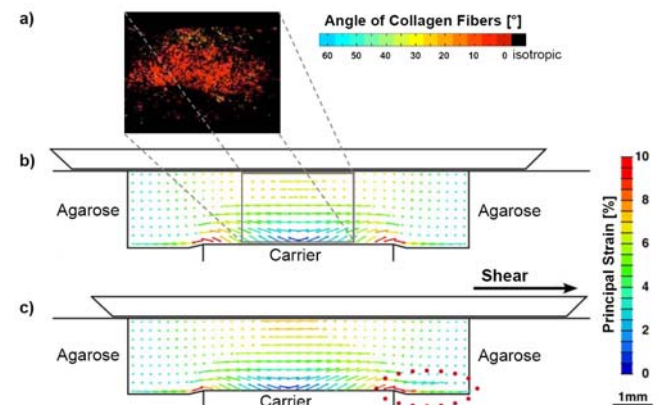 a)
Angle of Collagen Fibers [°]
60 50 40 30 20 10 0 isotropic
b)
Agarose
Agarose
Carrier
Shear
c)
Agarose
Agarose
Carrier
Principal Strain [%]
10
8
6
4
2
0
1mm